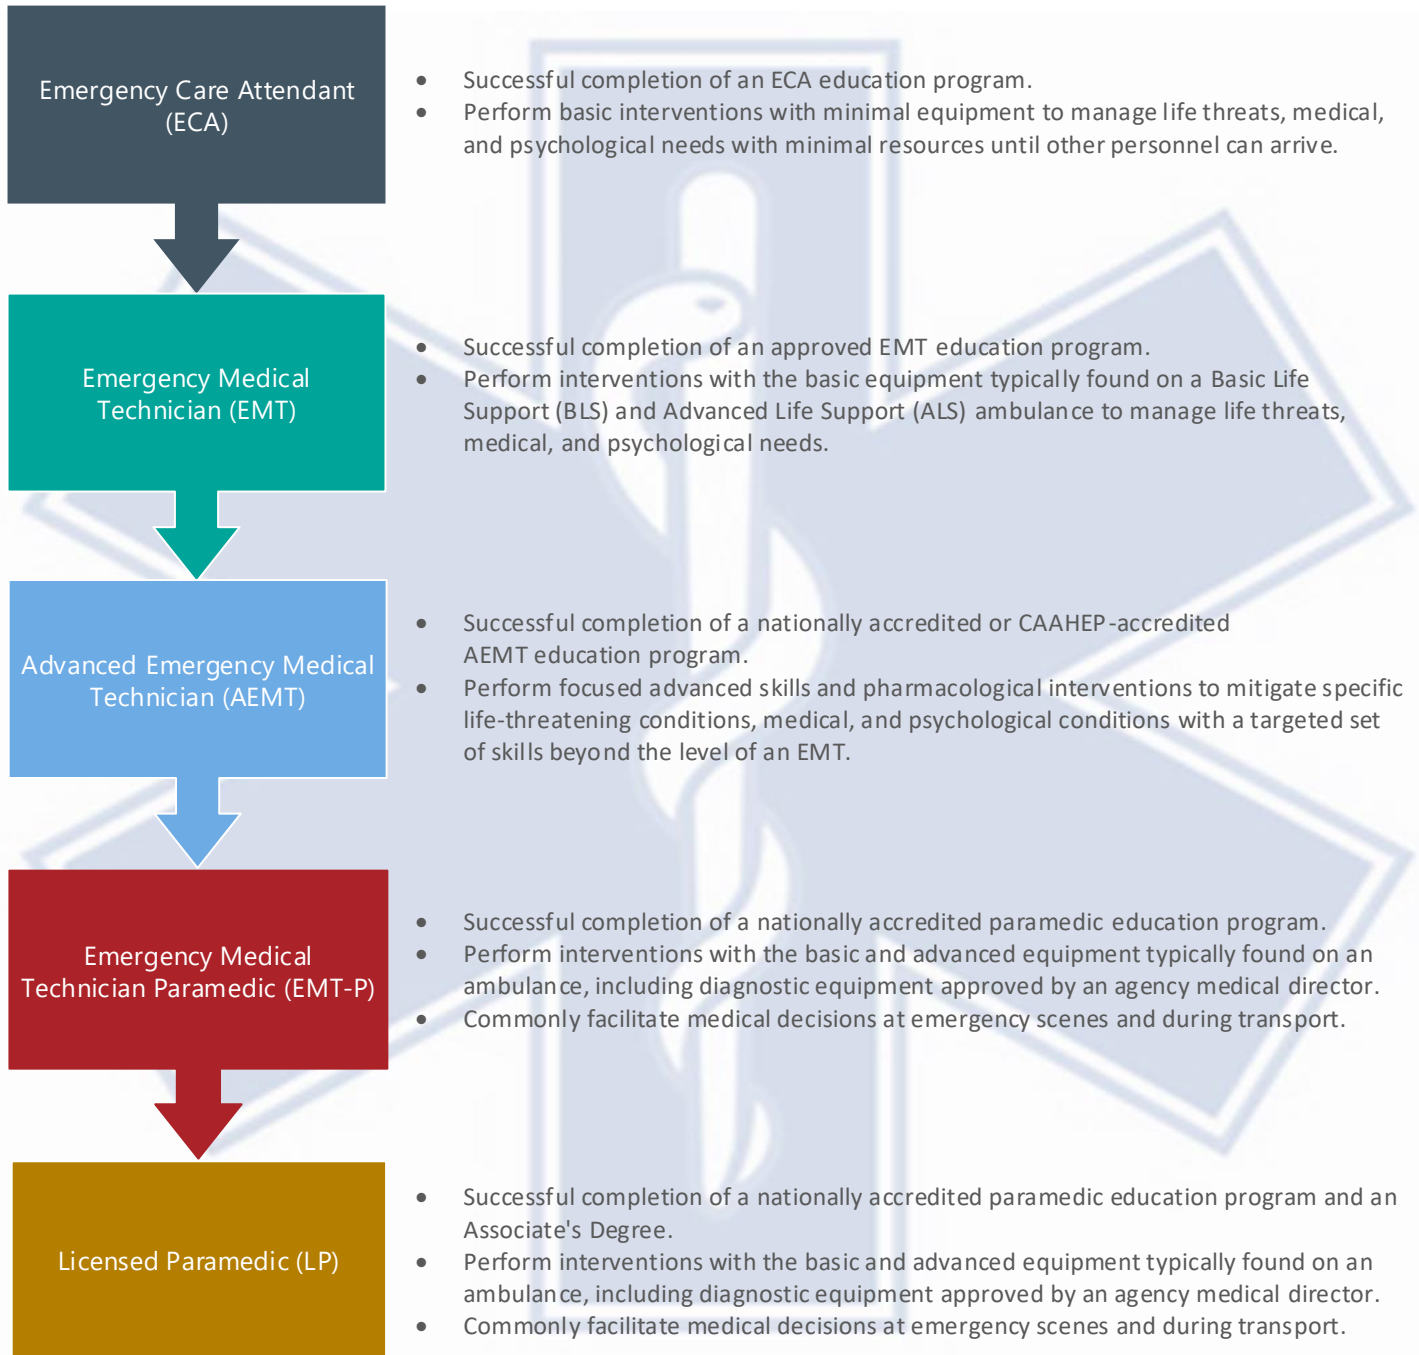 Emergency Care Attendant
(ECA)
• Successful completion of an ECA education program.
• Perform basic interventions with minimal equipment to manage life threats, medical,
and psychological needs with minimal resources until other personnel can arrive.
Emergency Medical
Technician (EMT)
• Successful completion of an approved EMT education program.
• Perform interventions with the basic equipment typically found on a Basic Life
Support (BLS) and Advanced Life Support (ALS) ambulance to manage life threats,
medical, and psychological needs.
Advanced Emergency Medical
Technician (AEMT)
• Successful completion of a nationally accredited or CAAHEP-accredited
AEMT education program.
• Perform focused advanced skills and pharmacological interventions to mitigate specific
life-threatening conditions, medical, and psychological conditions with a targeted set
of skills beyond the level of an EMT.
Emergency Medical
Technician Paramedic (EMT-P)
• Successful completion of a nationally accredited paramedic education program.
• Perform interventions with the basic and advanced equipment typically found on an
ambulance, including diagnostic equipment approved by an agency medical director.
• Commonly facilitate medical decisions at emergency scenes and during transport.
Licensed Paramedic (LP)
• Successful completion of a nationally accredited paramedic education program and an
Associate's Degree.
• Perform interventions with the basic and advanced equipment typically found on an
ambulance, including diagnostic equipment approved by an agency medical director.
• Commonly facilitate medical decisions at emergency scenes and during transport.